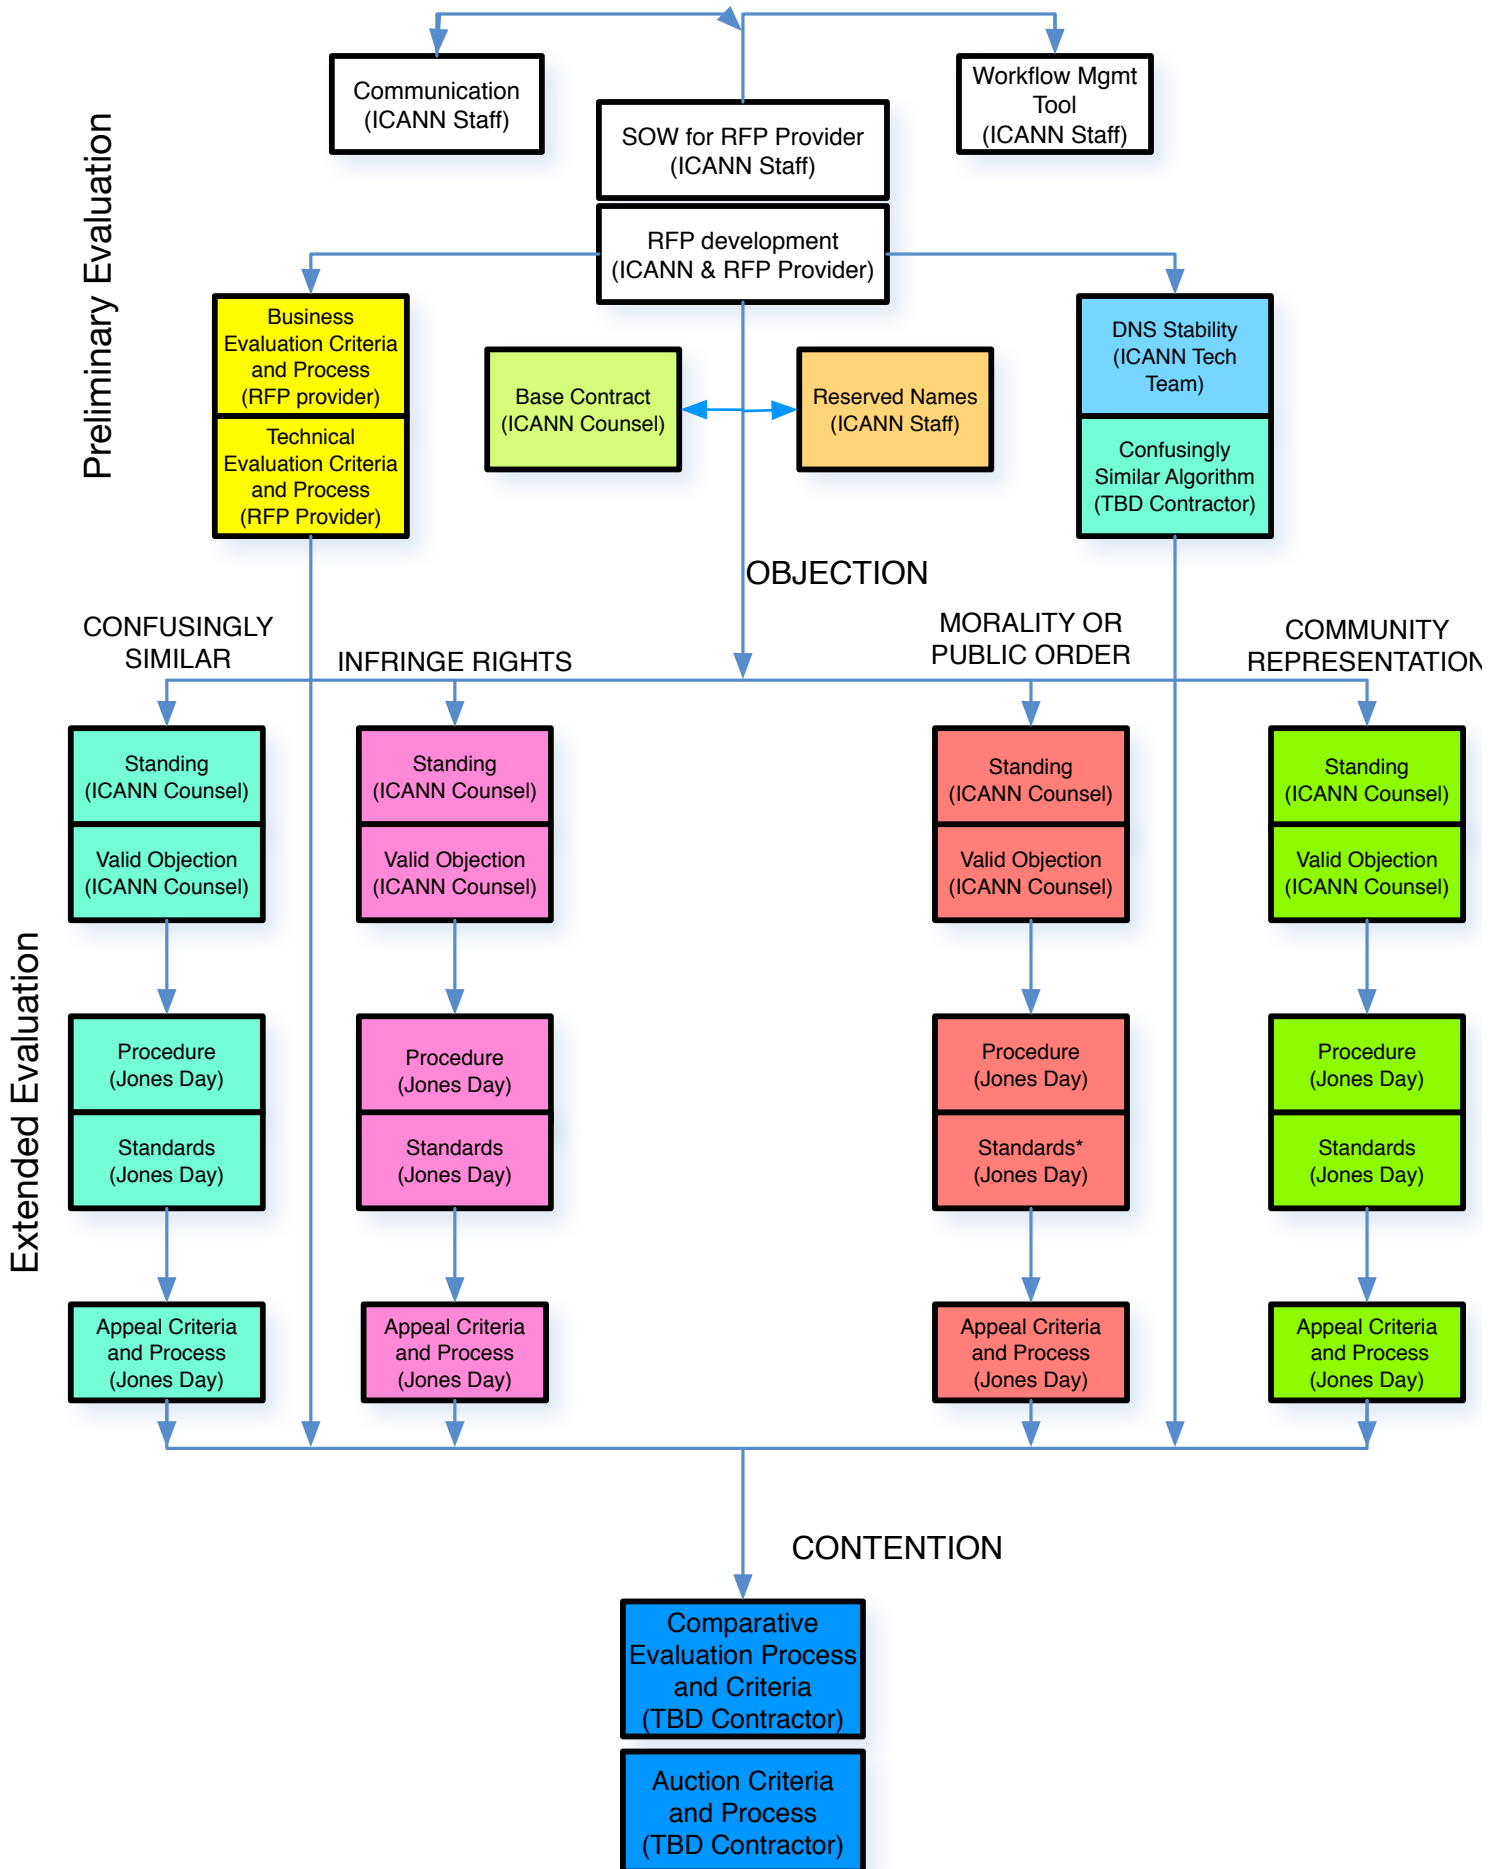 Communication
(ICANN Staff)
Workflow Mgmt
Tool
(ICANN Staff)
SOW for RFP Provider
(ICANN Staff)
RFP development
(ICANN & RFP Provider)
Preliminary Evaluation
Business
Evaluation Criteria
and Process
(RFP provider)
Technical
Evaluation Criteria
and Process
(RFP Provider)
Base Contract
(ICANN Counsel)
Reserved Names
(ICANN Staff)
DNS Stability
(ICANN Tech
Team)
Confusingly
Similar Algorithm
(TBD Contractor)
OBJECTION
CONFUSINGLY
SIMILAR
INFRINGE RIGHTS
MORALITY OR
PUBLIC ORDER
COMMUNITY
REPRESENTATION
Extended Evaluation
Standing
(ICANN Counsel)
Valid Objection
(ICANN Counsel)
Procedure
(Jones Day)
Standards
(Jones Day)
Appeal Criteria
and Process
(Jones Day)
Standing
(ICANN Counsel)
Valid Objection
(ICANN Counsel)
Procedure
(Jones Day)
Standards
(Jones Day)
Appeal Criteria
and Process
(Jones Day)
Standing
(ICANN Counsel)
Valid Objection
(ICANN Counsel)
Procedure
(Jones Day)
Standards*
(Jones Day)
Appeal Criteria
and Process
(Jones Day)
Standing
(ICANN Counsel)
Valid Objection
(ICANN Counsel)
Procedure
(Jones Day)
Standards
(Jones Day)
Appeal Criteria
and Process
(Jones Day)
CONTENTION
Comparative
Evaluation Process
and Criteria
(TBD Contractor)
Auction Criteria
and Process
(TBD Contractor)